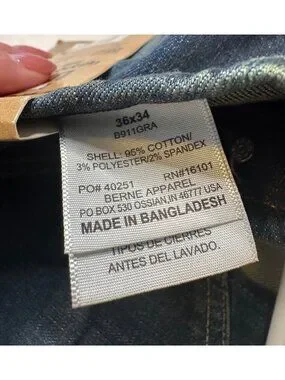 36x34
B911GRA
SHELL: 95% COTTON/
3% POLYESTER/2% SPANDEX
PO# 40251 RN#16101
BERNE APPAREL
PO BOX 530 OSSIAN,IN 46777 USA
MADE IN BANGLADESH
TIPOS DE CIERRES
ANTES DEL LAVADO.